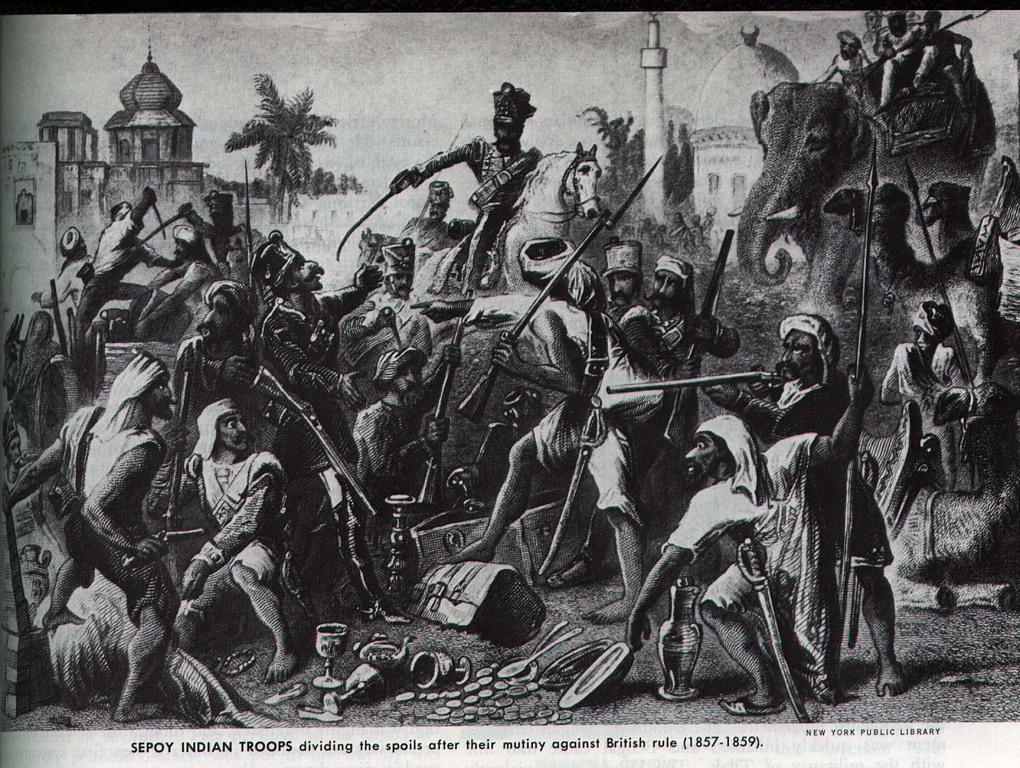 NEW YORK PUBLIC LIBRARY
SEPOY INDIAN TROOPS dividing the spoils after their mutiny against British rule (1857-1859).